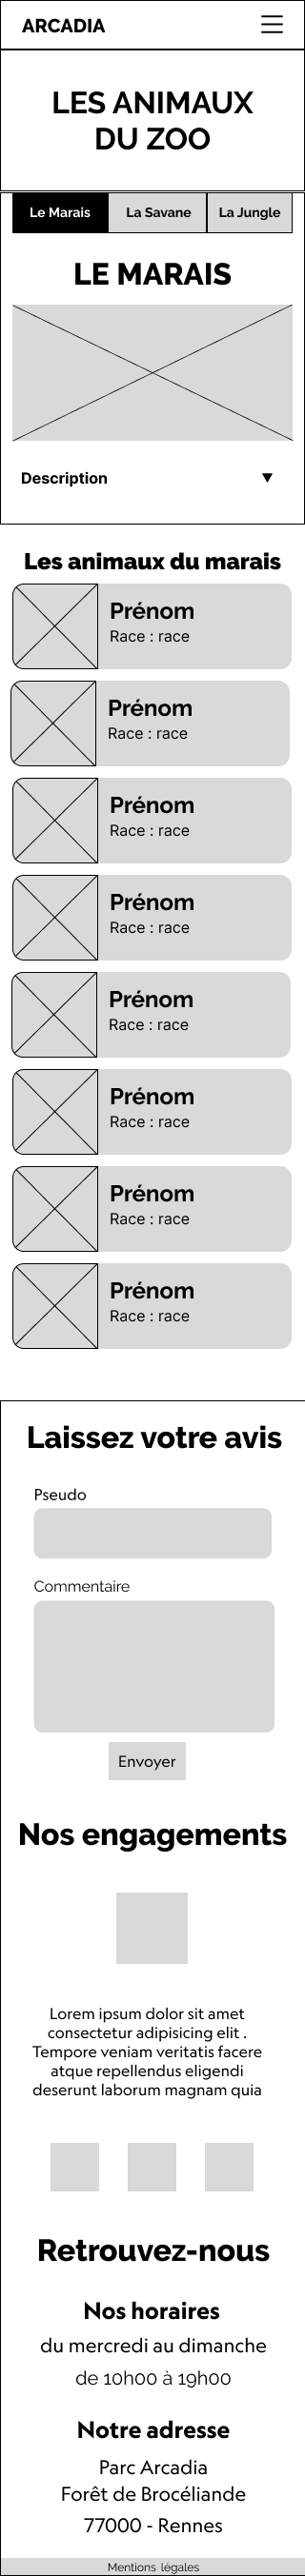 ARCADIA
LES ANIMAUX
DU ZOO
Le Marais La Savane La Jungle
LE MARAIS
Description ▼
Les animaux du marais
Prénom
Race : race
Prénom
Race : race
Prénom
Race : race
Prénom
Race : race
Prénom
Race : race
Prénom
Race : race
Prénom
Race : race
Prénom
Race : race
Laissez votre avis
Pseudo
Commentaire
Envoyer
Nos engagements
Lorem ipsum dolor sit amet
consectetur adipisicing elit .
Tempore veniam veritatis facere
atque repellendus eligendi
deserunt laborum magnam quia
Retrouvez-nous
Nos horaires
du mercredi au dimanche
de 10h00 à 19h00
Notre adresse
Parc Arcadia
Forêt de Brocéliande
77000 - Rennes
Mentions légales